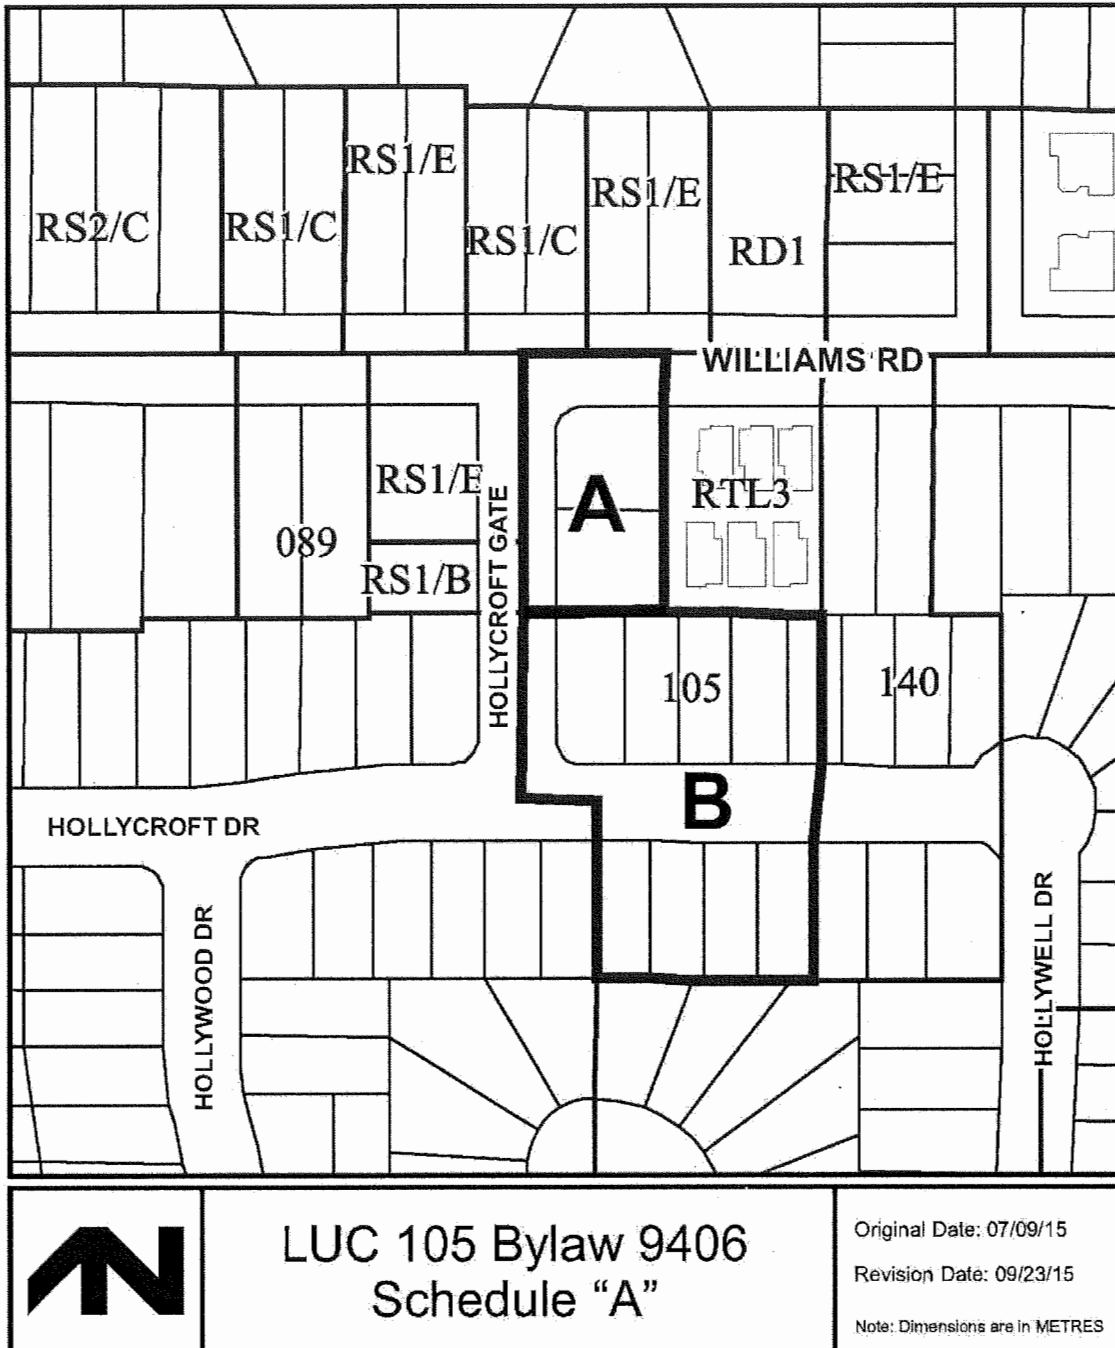 RS1/E
RS1/E
RS1/E
RS2/C
RS1/C
RS1/C
RD1
WILLIAMS RD
RS1/E
A
RTL3
089
RS1/B
HOLLYCROFT GATE
105
140
B
HOLLYCROFT DR
HOLLYWOOD DR
HOLLYWELL DR
LUC 105 Bylaw 9406
Schedule “A”
Original Date: 07/09/15
Revision Date: 09/23/15
Note: Dimensions are in METRES